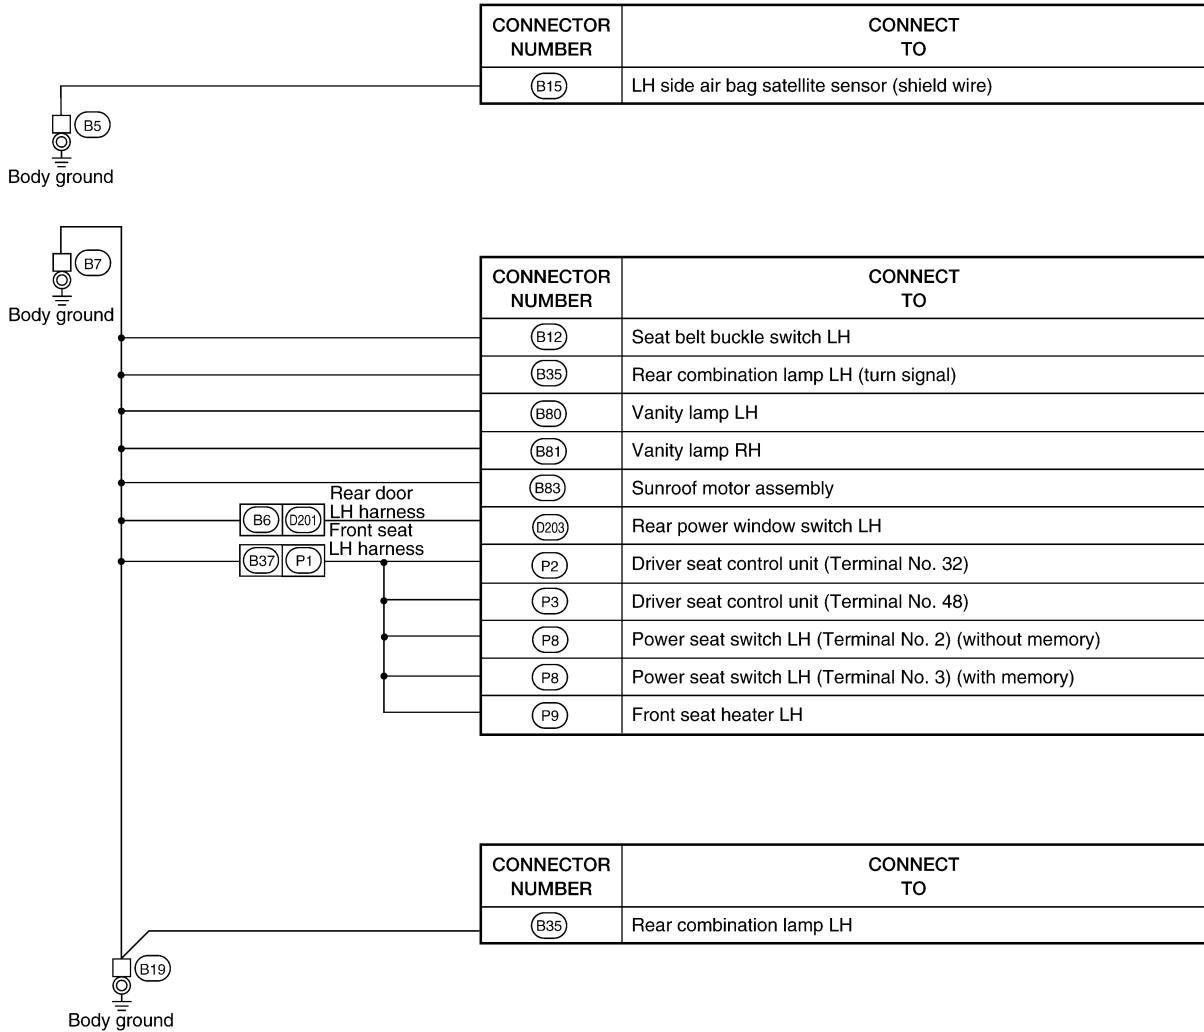 CONNECTOR NUMBER CONNECT TO
B15 LH side air bag satellite sensor (shield wire)
B5
Body ground
B7
Body ground
CONNECTOR NUMBER CONNECT TO
B12 Seat belt buckle switch LH
B35 Rear combination lamp LH (turn signal)
B80 Vanity lamp LH
B81 Vanity lamp RH
B83 Sunroof motor assembly
Rear door
LH harness
B6 D201 D203 Rear power window switch LH
Front seat
LH harness
B37 P1 P2 Driver seat control unit (Terminal No. 32)
P3 Driver seat control unit (Terminal No. 48)
P8 Power seat switch LH (Terminal No. 2) (without memory)
P8 Power seat switch LH (Terminal No. 3) (with memory)
P9 Front seat heater LH
CONNECTOR NUMBER CONNECT TO
B35 Rear combination lamp LH
B19
Body ground